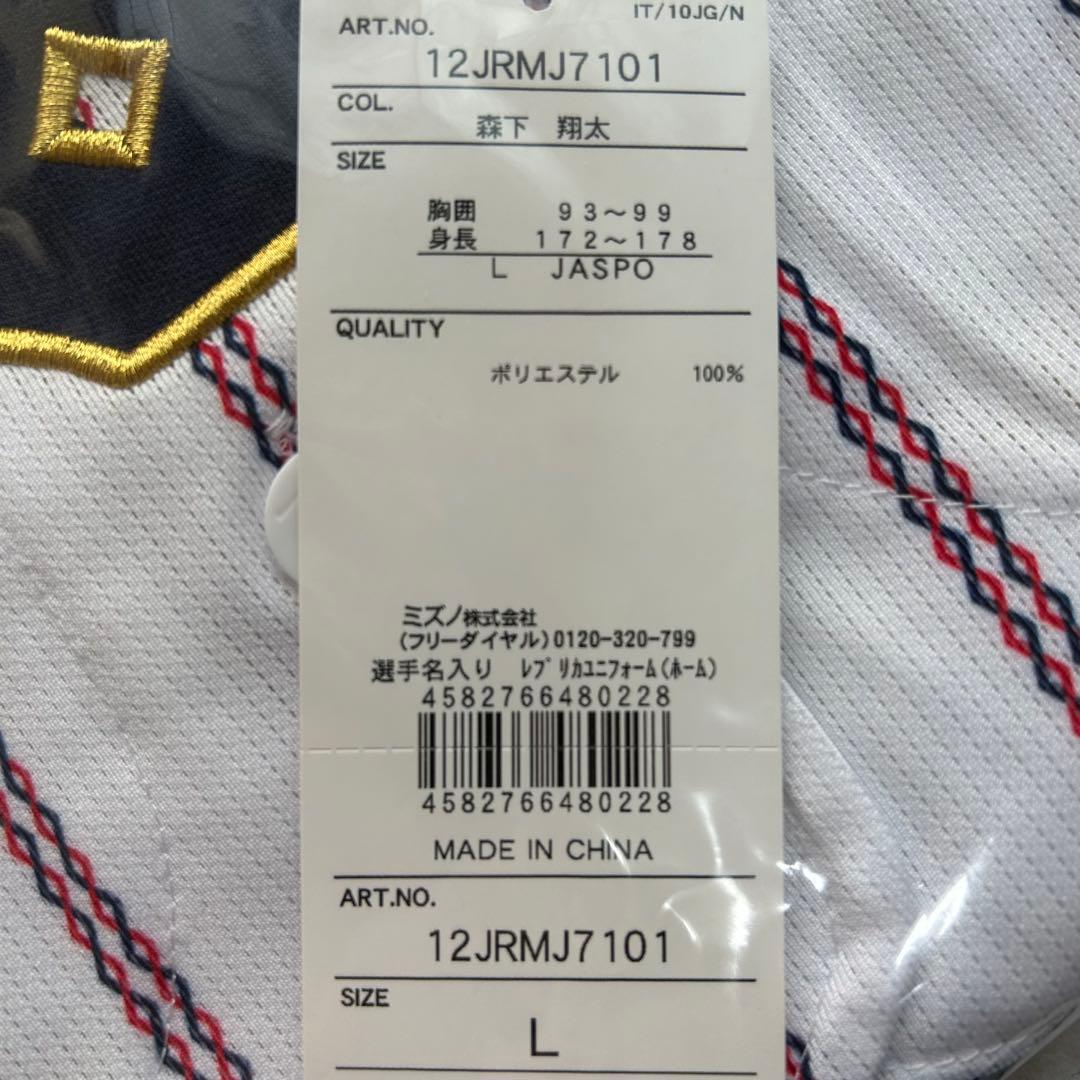 IT/10JG/N
ART.NO.
12JRMJ7101
COL.
森下 翔太
SIZE
胸囲 93～99
身長 172～178
L JASPO
QUALITY
ポリエステル 100%
ミズノ株式会社
(フリーダイヤル)0120-320-799
選手名入り ﾚﾌﾟﾘｶﾕﾆﾌｫｰﾑ(ﾎｰﾑ)
4582766480228
4582766480228
MADE IN CHINA
ART.NO.
12JRMJ7101
SIZE
L